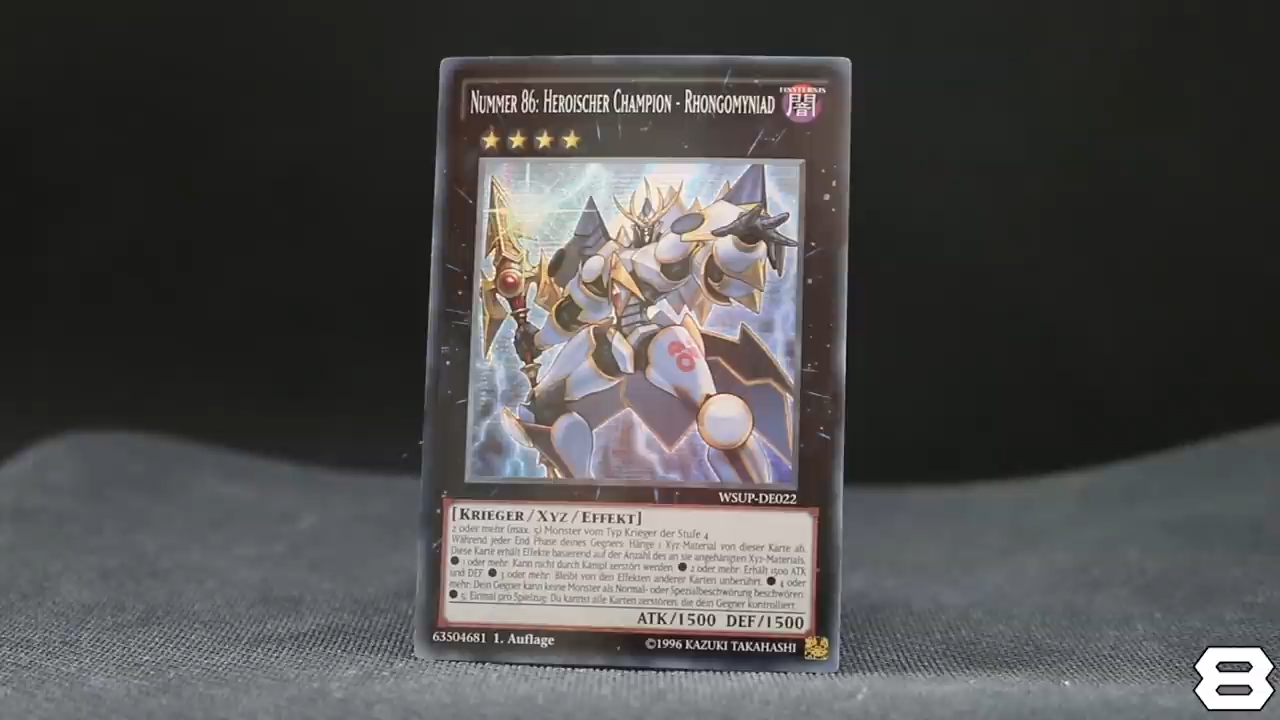 NUMMER 86: HEROISCHER CHAMPION - RHONGOMYNIAD
FINSTERNIS
闇
WSUP-DE022
[KRIEGER/XYZ/EFFEKT]
2 oder mehr (max. 5) Monster vom Typ Krieger der Stufe 4
Während jeder End Phase deines Gegners: Hänge 1 Xyz-Material von dieser Karte ab.
Diese Karte erhält Effekte basierend auf der Anzahl des an sie angehängten Xyz-Materials.
● 1 oder mehr: Kann nicht durch Kampf zerstört werden. ● 2 oder mehr: Erhält 1500 ATK
und DEF. ● 3 oder mehr: Bleibt von den Effekten anderer Karten unberührt. ● 4 oder
mehr: Dein Gegner kann keine Monster als Normal- oder Spezialbeschwörung beschwören.
● 5: Einmal pro Spielzug: Du kannst alle Karten zerstören, die dein Gegner kontrolliert.
ATK/1500 DEF/1500
63504681 1. Auflage
©1996 KAZUKI TAKAHASHI
8